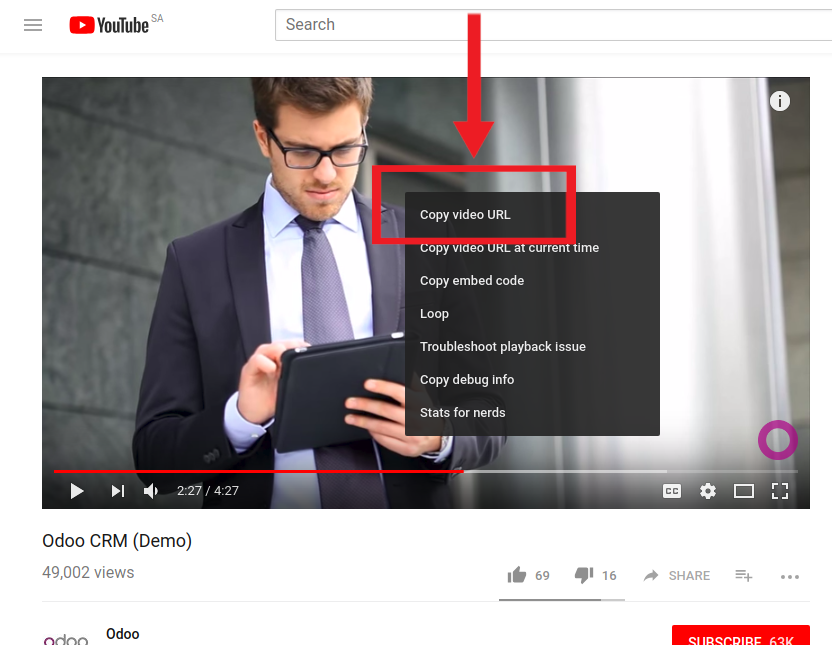 YouTube SA
Search
i
Copy video URL
Copy video URL at current time
Copy embed code
Loop
Troubleshoot playback issue
Copy debug info
Stats for nerds
2:27 / 4:27
CC
Odoo CRM (Demo)
49,002 views
69
16
SHARE
odoo
Odoo
SUBSCRIBE 63K